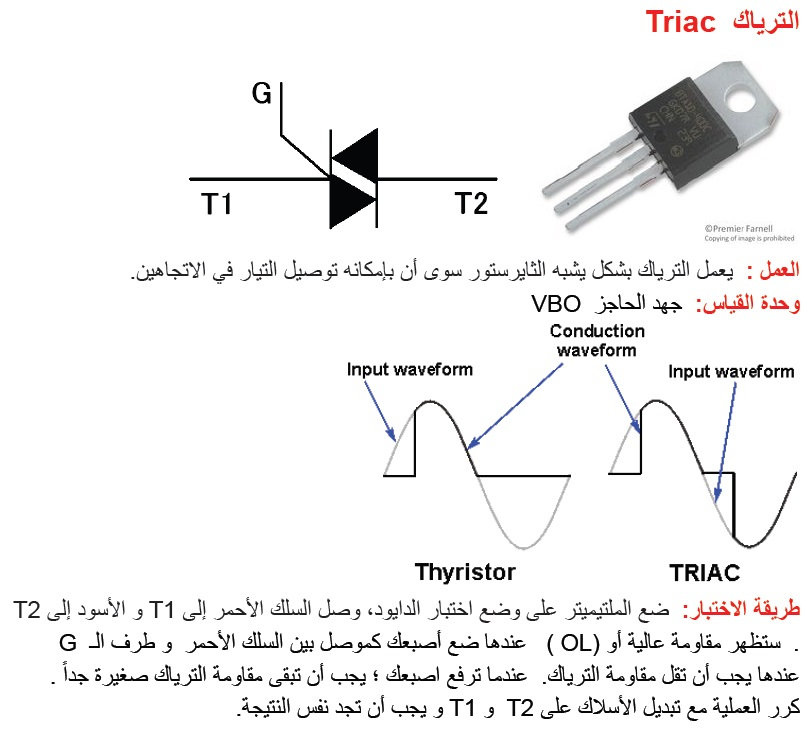 الترياك Triac
G
T1
T2
©Premier Farnell
Copying of image is prohibited
العمل : يعمل الترياك بشكل يشبه الثايرستور سوى أن بإمكانه توصيل التيار في الاتجاهين.
وحدة القياس: جهد الحاجز VBO
Conduction
waveform
Input waveform
Input waveform
Thyristor
TRIAC
طريقة الاختبار: ضع الملتيميتر على وضع اختبار الدايود، وصل السلك الأحمر إلى T1 و الأسود إلى T2
. ستظهر مقاومة عالية أو (OL ) عندها ضع أصبعك كموصل بين السلك الأحمر و طرف الـ G
عندها يجب أن تقل مقاومة الترياك. عندما ترفع اصبعك ؛ يجب أن تبقى مقاومة الترياك صغيرة جداً .
كرر العملية مع تبديل الأسلاك على T2 و T1 و يجب أن تجد نفس النتيجة.